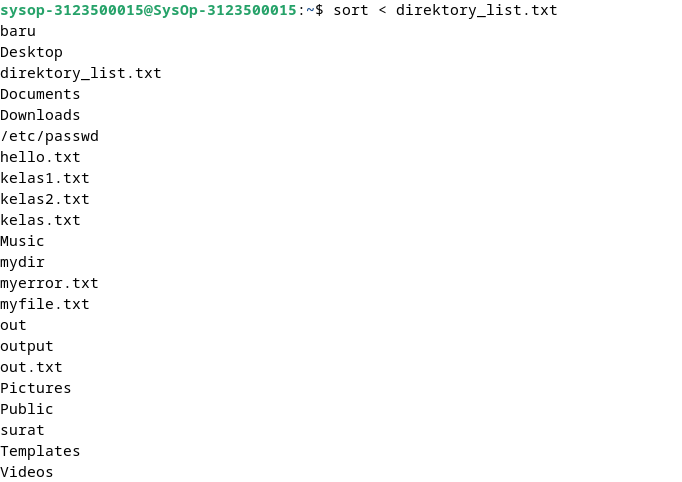 sysop-3123500015@SysOp-3123500015:~$ sort < direktory_list.txt
baru
Desktop
direktory_list.txt
Documents
Downloads
/etc/passwd
hello.txt
kelas1.txt
kelas2.txt
kelas.txt
Music
mydir
myerror.txt
myfile.txt
out
output
out.txt
Pictures
Public
surat
Templates
Videos